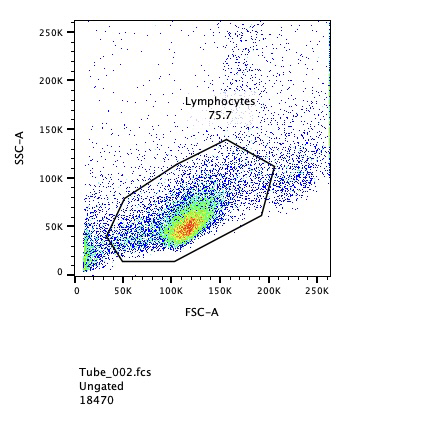 250K
200K
Lymphocytes
75.7
150K
SSC-A
100K
50K
0
0 50K 100K 150K 200K 250K
FSC-A
Tube_002.fcs
Ungated
18470